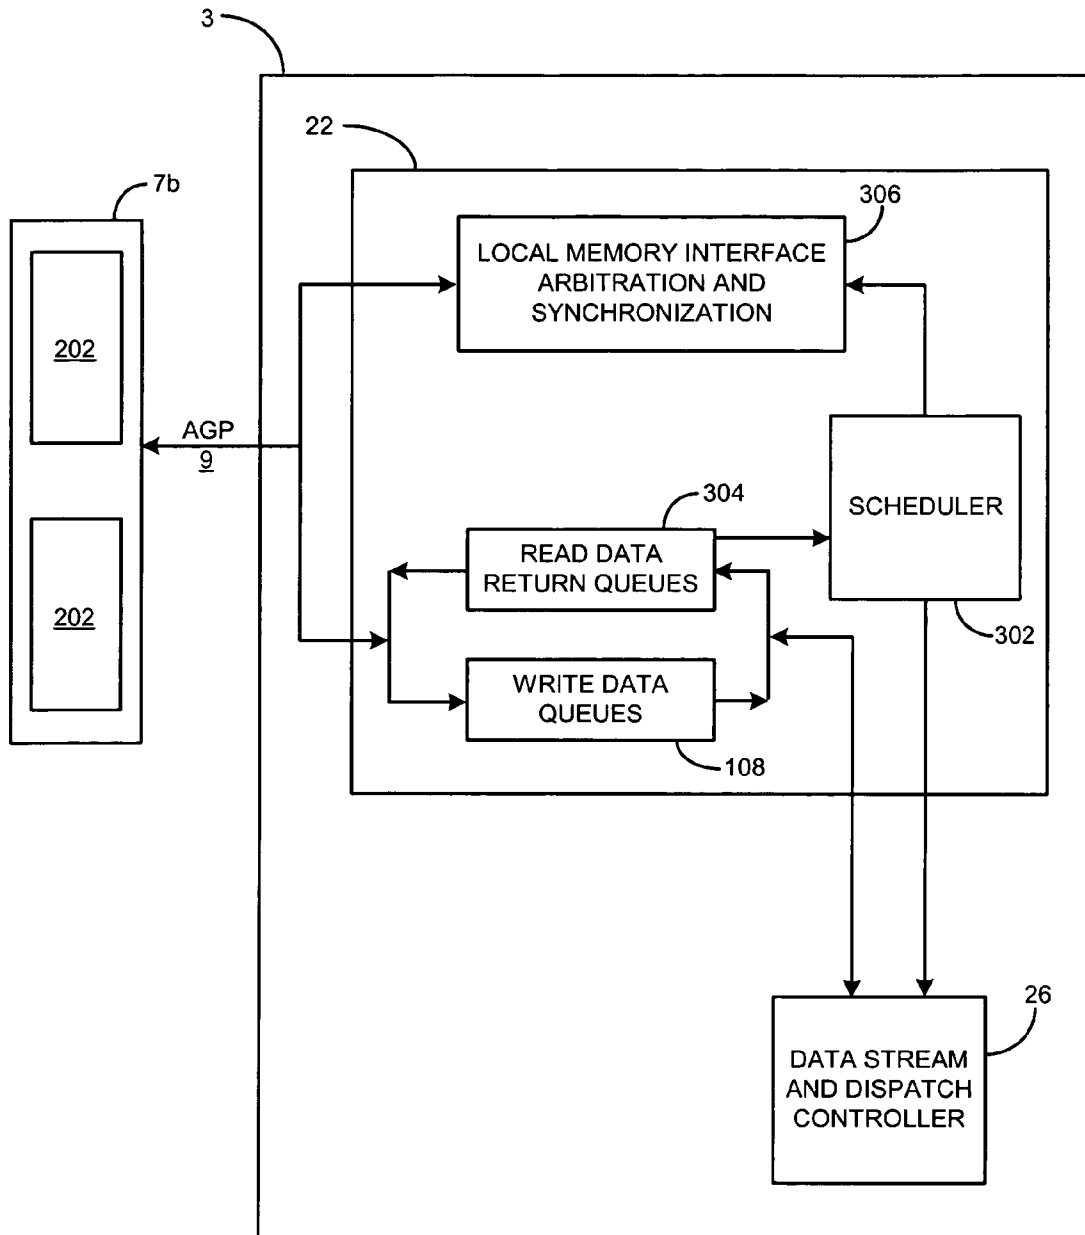 3
22
7b
306
LOCAL MEMORY INTERFACE
ARBITRATION AND
SYNCHRONIZATION
202
AGP
9
304
SCHEDULER
READ DATA
RETURN QUEUES
202
302
WRITE DATA
QUEUES
108
26
DATA STREAM
AND DISPATCH
CONTROLLER